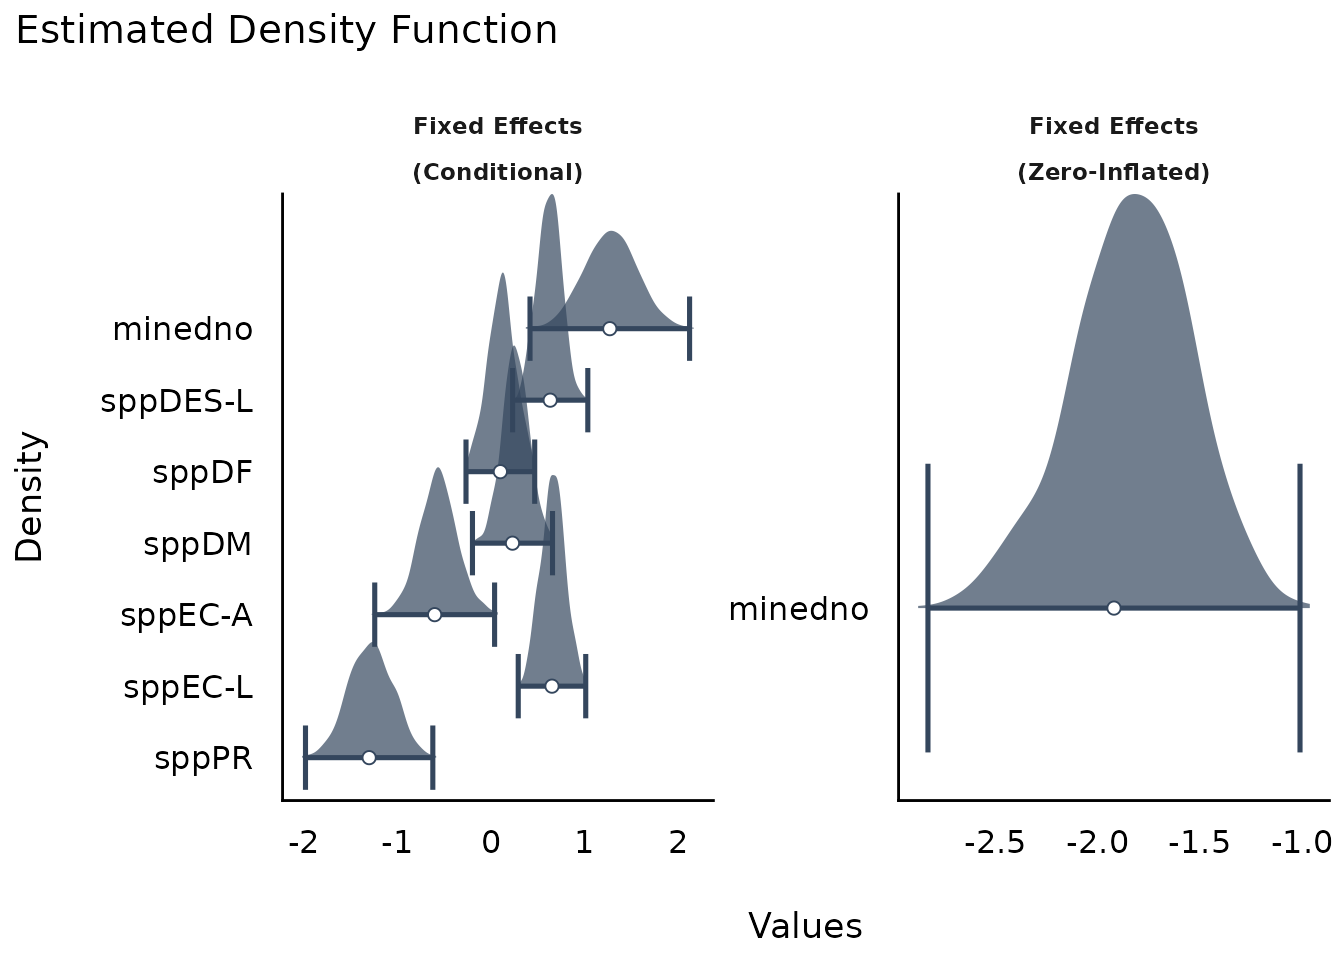 Estimated Density Function
Fixed Effects
(Conditional)
Fixed Effects
(Zero-Inflated)
Density
minedno
sppDES-L
sppDF
sppDM
sppEC-A
sppEC-L
sppPR
minedno
-2 -1 0 1 2
-2.5 -2.0 -1.5 -1.0
Values